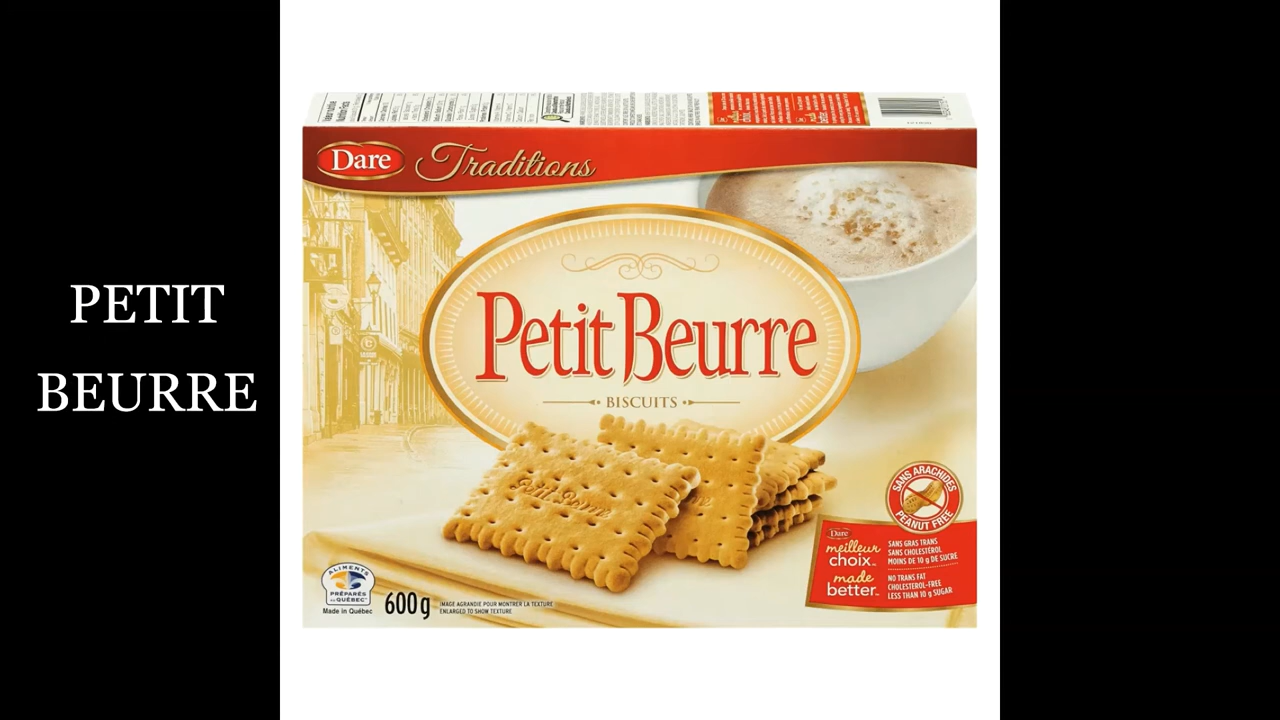 PETIT
BEURRE
Dare Traditions
Petit Beurre
BISCUITS
Petit Beurre
SANS ARACHIDES
PEANUT FREE
Dare
meilleur
choix
SANS GRAS TRANS
SANS CHOLESTÉROL
MOINS DE 10 g DE SUCRE
made
better
NO TRANS FAT
CHOLESTEROL-FREE
LESS THAN 10 g SUGAR
ALIMENTS
PRÉPARÉS
AU QUÉBEC
Made in Québec
600g
IMAGE AGRANDIE POUR MONTRER LA TEXTURE
ENLARGED TO SHOW TEXTURE